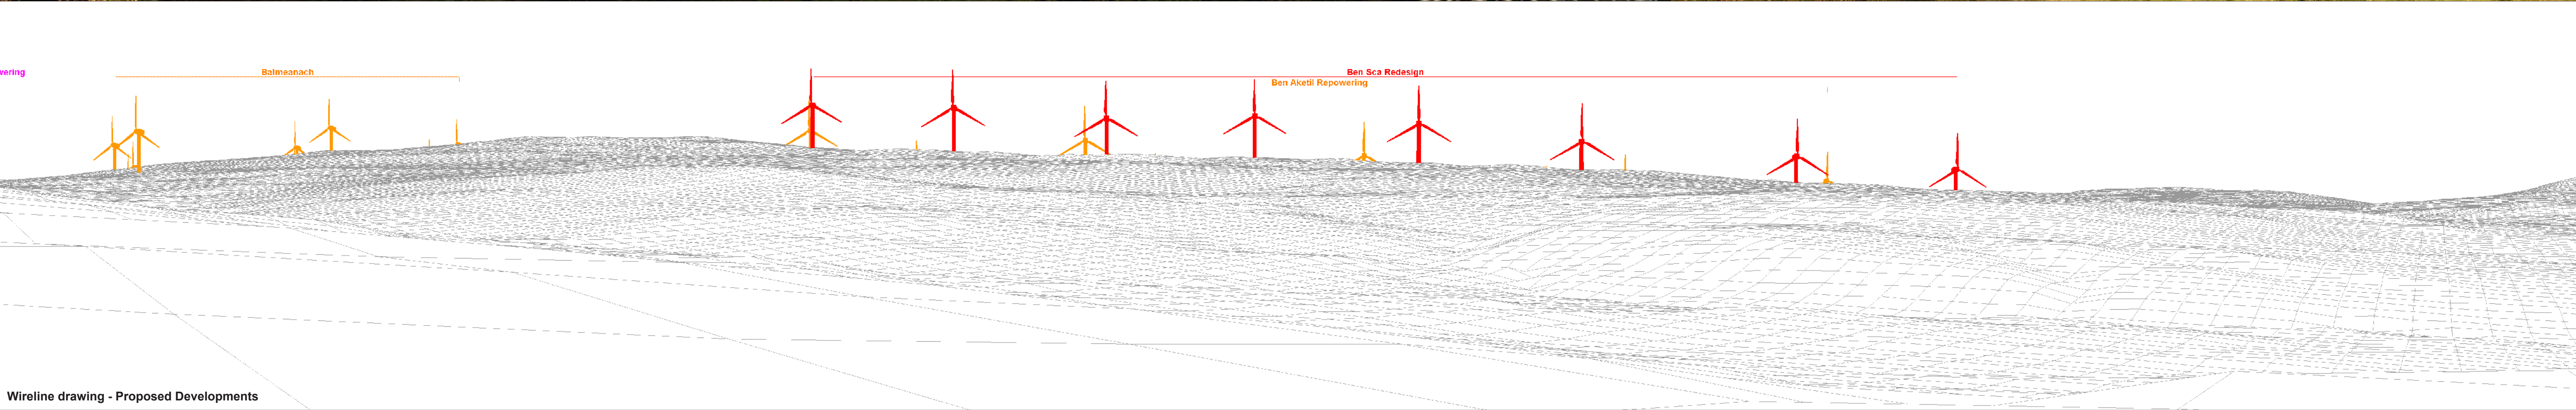 wering
Balmeanach
Ben Sca Redesign
Ben Aketil Repowering
Wireline drawing - Proposed Developments